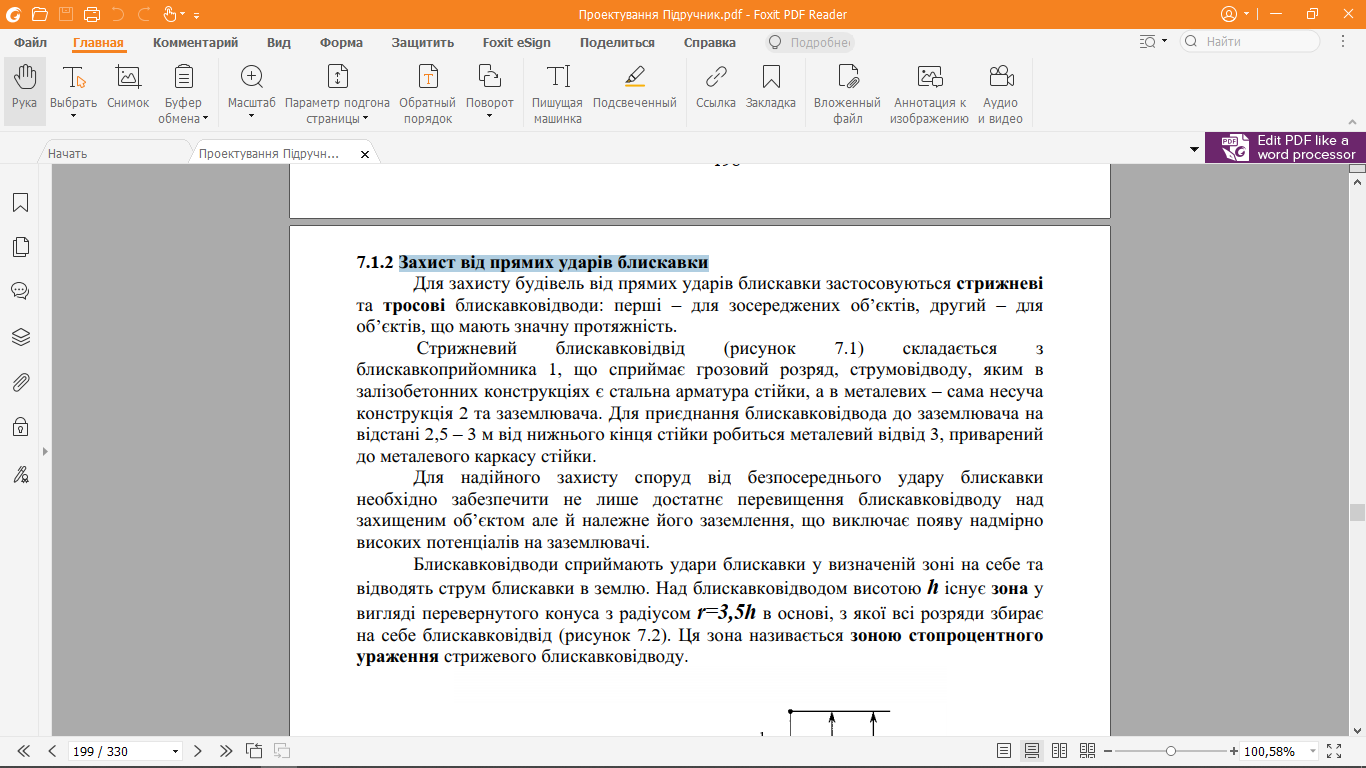 Проектування Підручник.pdf - Foxit PDF Reader
Файл Главная Комментарий Вид Форма Защитить Foxit eSign Поделиться Справка Подробнее Найти
Рука Выбрать Снимок Буфер обмена Масштаб Параметр подгона страницы Обратный порядок Поворот Пишущая машинка Подсвеченный Ссылка Закладка Вложенный файл Аннотация к изображению Аудио и видео
Начать Проектування Підручн... Edit PDF like a
word processor
7.1.2 Захист від прямих ударів блискавки
Для захисту будівель від прямих ударів блискавки застосовуються стрижневі
та тросові блискавковідводи: перші – для зосереджених об’єктів, другий – для
об’єктів, що мають значну протяжність.
Стрижневий блискавковідвід (рисунок 7.1) складається з
блискавкоприйомника 1, що сприймає грозовий розряд, струмовідводу, яким в
залізобетонних конструкціях є стальна арматура стійки, а в металевих – сама несуча
конструкція 2 та заземлювача. Для приєднання блискавковідвода до заземлювача на
відстані 2,5 – 3 м від нижнього кінця стійки робиться металевий відвід 3, приварений
до металевого каркасу стійки.
Для надійного захисту споруд від безпосереднього удару блискавки
необхідно забезпечити не лише достатнє перевищення блискавковідводу над
захищеним об’єктом але й належне його заземлення, що виключає появу надмірно
високих потенціалів на заземлювачі.
Блискавковідводи сприймають удари блискавки у визначеній зоні на себе та
відводять струм блискавки в землю. Над блискавковідводом висотою h існує зона у
вигляді перевернутого конуса з радіусом r=3,5h в основі, з якої всі розряди збирає
на себе блискавковідвід (рисунок 7.2). Ця зона називається зоною стопроцентного
ураження стрижевого блискавковідводу.
199 / 330 100,58%